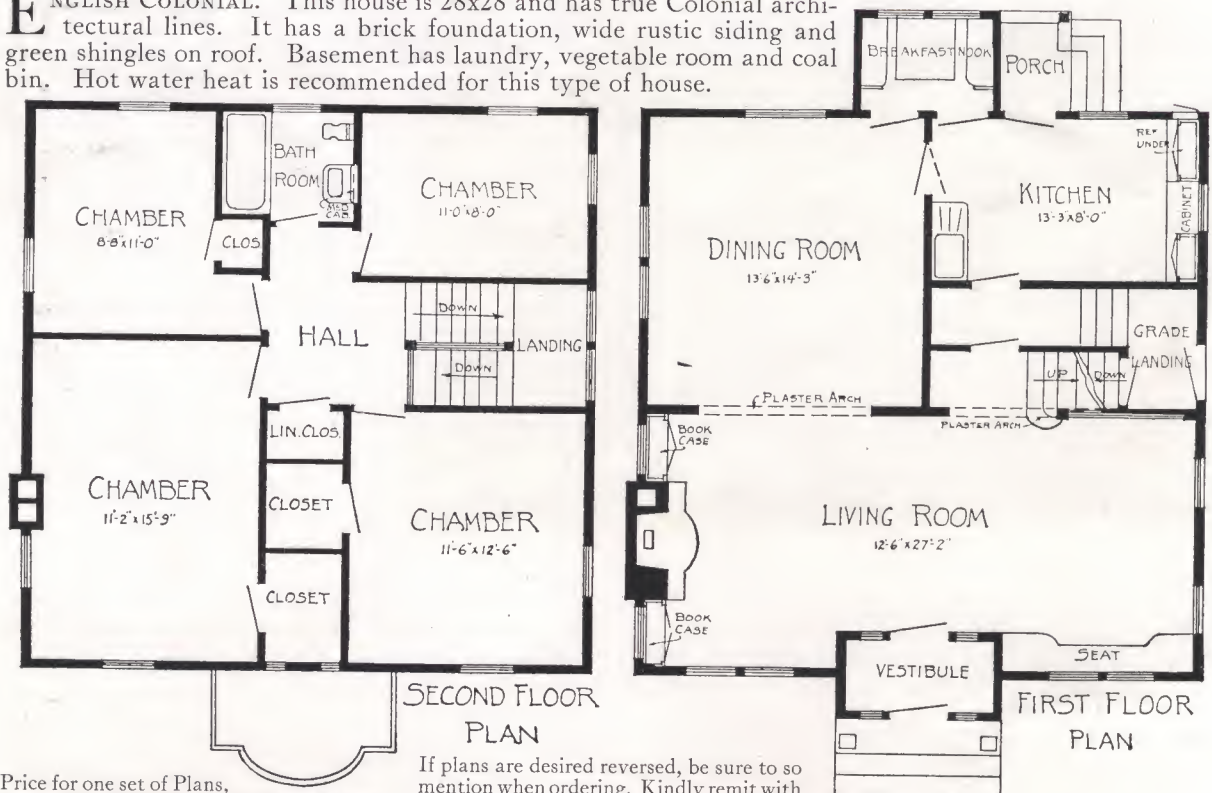 ENGLISH COLONIAL. This house is 28x28 and has true Colonial archi-
tectural lines. It has a brick foundation, wide rustic siding and
green shingles on roof. Basement has laundry, vegetable room and coal
bin. Hot water heat is recommended for this type of house.
CHAMBER
8-8"x11'-0"
CLOS.
BATH
ROOM
MED.
CAB.
CHAMBER
11'-0"x8'-0"
HALL
DOWN
DOWN
LANDING
LIN. CLOS.
CLOSET
CLOSET
CHAMBER
11'-2"x15'-9"
CHAMBER
11'-6"x12'-6"
SECOND FLOOR
PLAN
BREAKFAST NOOK
PORCH
REF
UNDER
CABINET
KITCHEN
13'-3"x8'-0"
DINING ROOM
13'6"x14'-3"
GRADE
LANDING
UP
DOWN
PLASTER ARCH
PLASTER ARCH
BOOK
CASE
LIVING ROOM
12'-6"x27'-2"
BOOK
CASE
VESTIBULE
SEAT
FIRST FLOOR
PLAN
Price for one set of Plans,
If plans are desired reversed, be sure to so
mention when ordering. Kindly remit with